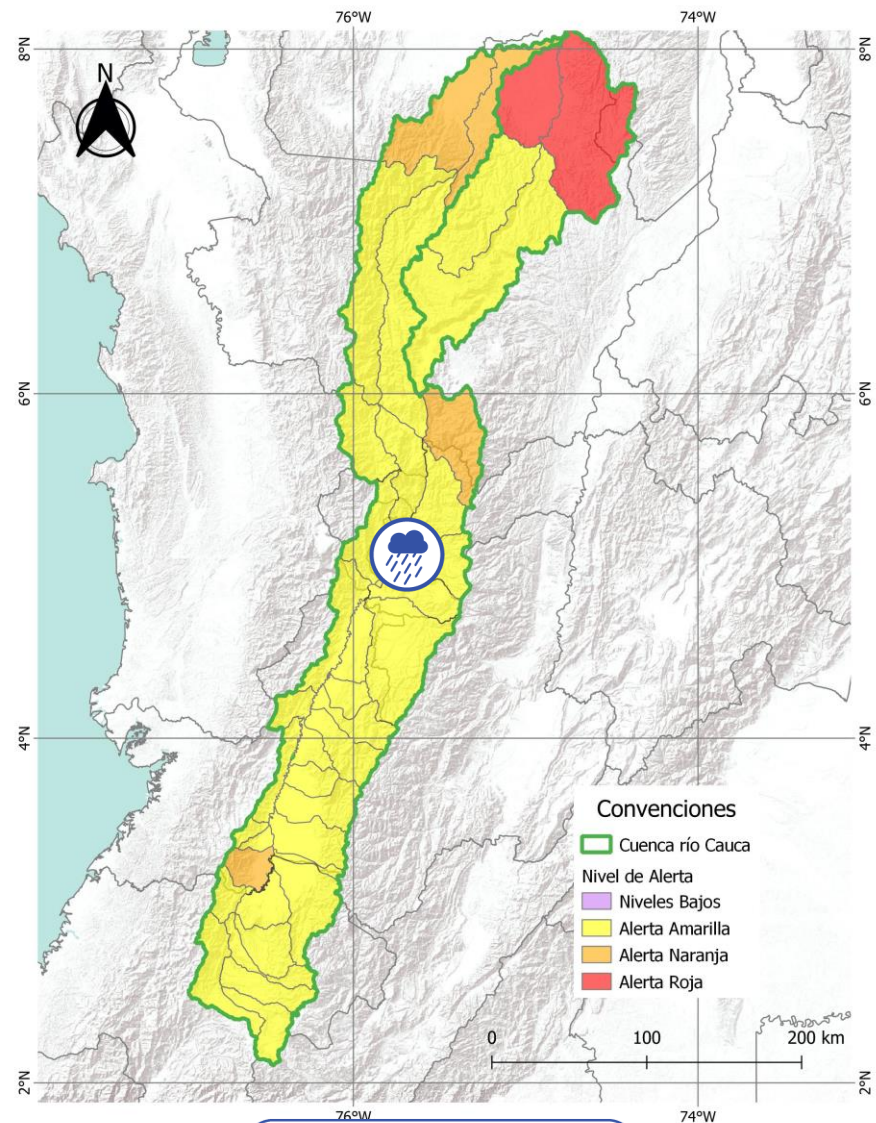 76°W 74°W
8°N 8°N
N
6°N 6°N
4°N 4°N
Convenciones
Cuenca río Cauca
Nivel de Alerta
Niveles Bajos
Alerta Amarilla
Alerta Naranja
Alerta Roja
0 100 200 km
2°N 2°N
76°W 74°W